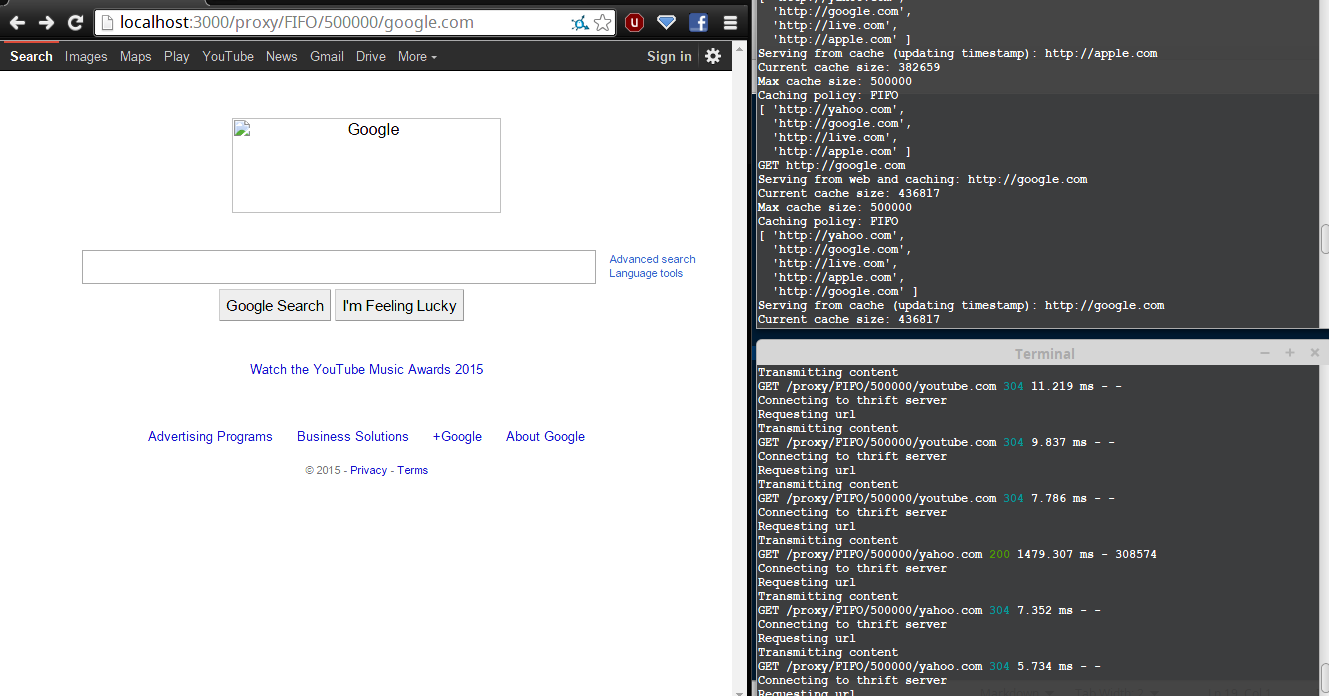 localhost:3000/proxy/FIFO/500000/google.com
Search Images Maps Play YouTube News Gmail Drive More Sign in
Google
Advanced search
Language tools
Google Search I'm Feeling Lucky
Watch the YouTube Music Awards 2015
Advertising Programs Business Solutions +Google About Google
© 2015 - Privacy - Terms
[ 'http://yahoo.com',
'http://google.com',
'http://live.com',
'http://apple.com' ]
Serving from cache (updating timestamp): http://apple.com
Current cache size: 382659
Max cache size: 500000
Caching policy: FIFO
[ 'http://yahoo.com',
'http://google.com',
'http://live.com',
'http://apple.com' ]
GET http://google.com
Serving from web and caching: http://google.com
Current cache size: 436817
Max cache size: 500000
Caching policy: FIFO
[ 'http://yahoo.com',
'http://google.com',
'http://live.com',
'http://apple.com',
'http://google.com' ]
Serving from cache (updating timestamp): http://google.com
Current cache size: 436817
Terminal
Transmitting content
GET /proxy/FIFO/500000/youtube.com 304 11.219 ms - -
Connecting to thrift server
Requesting url
Transmitting content
GET /proxy/FIFO/500000/youtube.com 304 9.837 ms - -
Connecting to thrift server
Requesting url
Transmitting content
GET /proxy/FIFO/500000/youtube.com 304 7.786 ms - -
Connecting to thrift server
Requesting url
Transmitting content
GET /proxy/FIFO/500000/yahoo.com 200 1479.307 ms - 308574
Connecting to thrift server
Requesting url
Transmitting content
GET /proxy/FIFO/500000/yahoo.com 304 7.352 ms - -
Connecting to thrift server
Requesting url
Transmitting content
GET /proxy/FIFO/500000/yahoo.com 304 5.734 ms - -
Connecting to thrift server
Requesting url